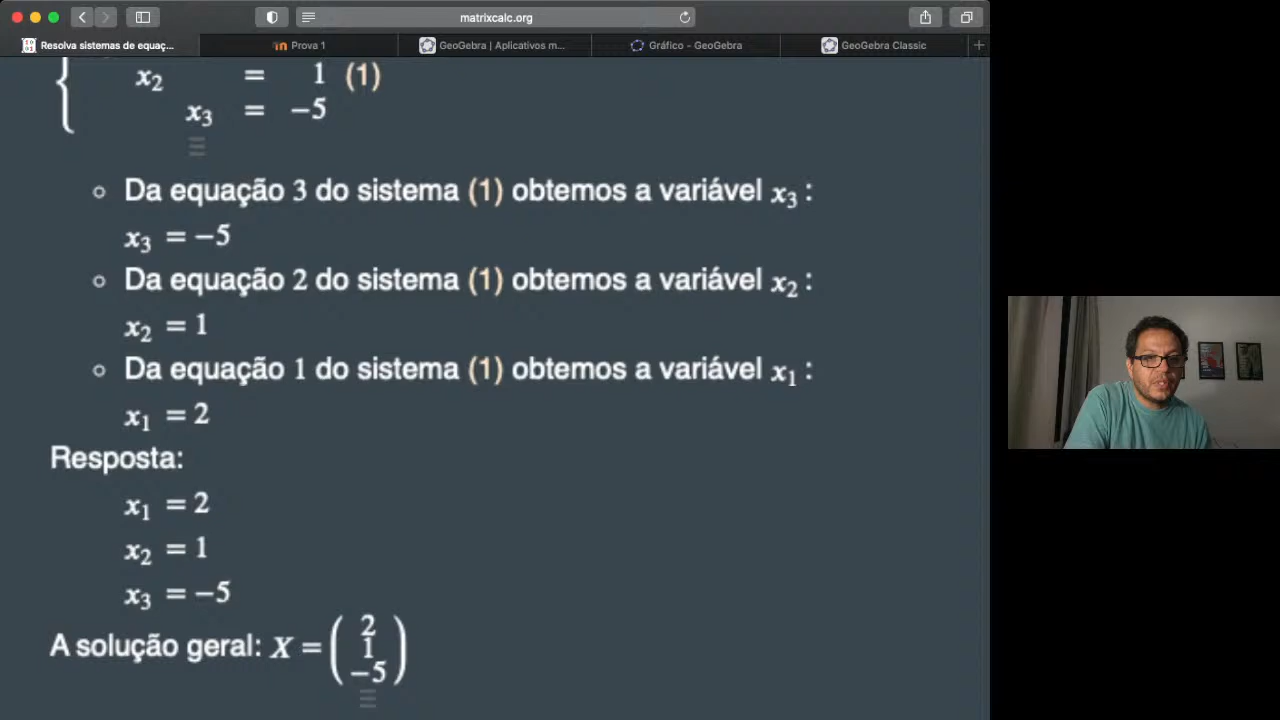 matrixcalc.org
Resolva sistemas de equaç...
Prova 1
GeoGebra | Aplicativos m...
Gráfico - GeoGebra
GeoGebra Classic
x₂ = 1 (1)
x₃ = −5
Da equação 3 do sistema (1) obtemos a variável x₃ :
x₃ = −5
Da equação 2 do sistema (1) obtemos a variável x₂ :
x₂ = 1
Da equação 1 do sistema (1) obtemos a variável x₁ :
x₁ = 2
Resposta:
x₁ = 2
x₂ = 1
x₃ = −5
A solução geral: X = ( 2 1 −5 )